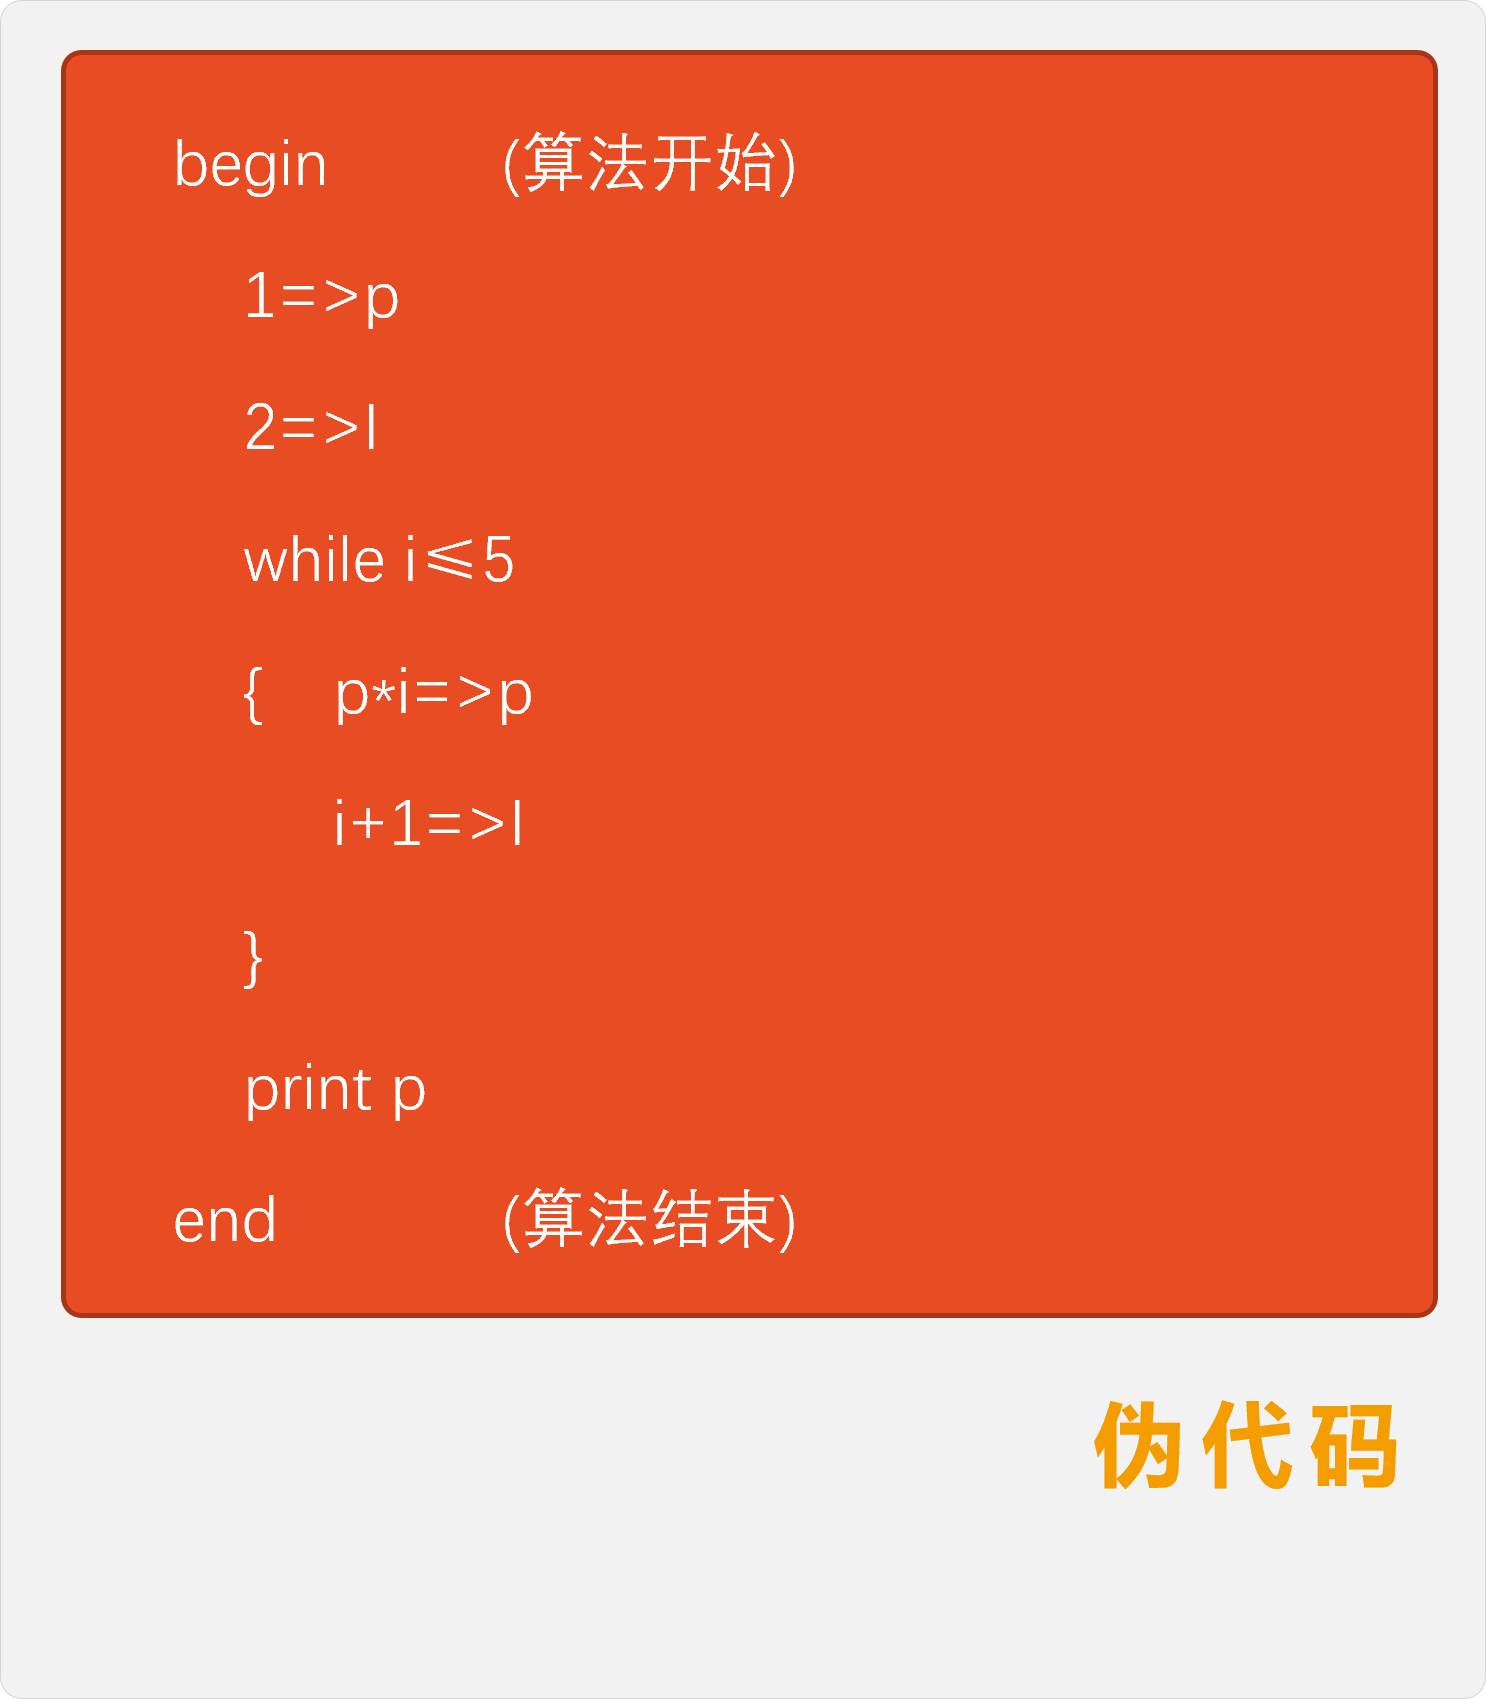 begin (算法开始)
1=>p
2=>I
while i≤5
{ p*i=>p
i+1=>I
}
print p
end (算法结束)
伪代码